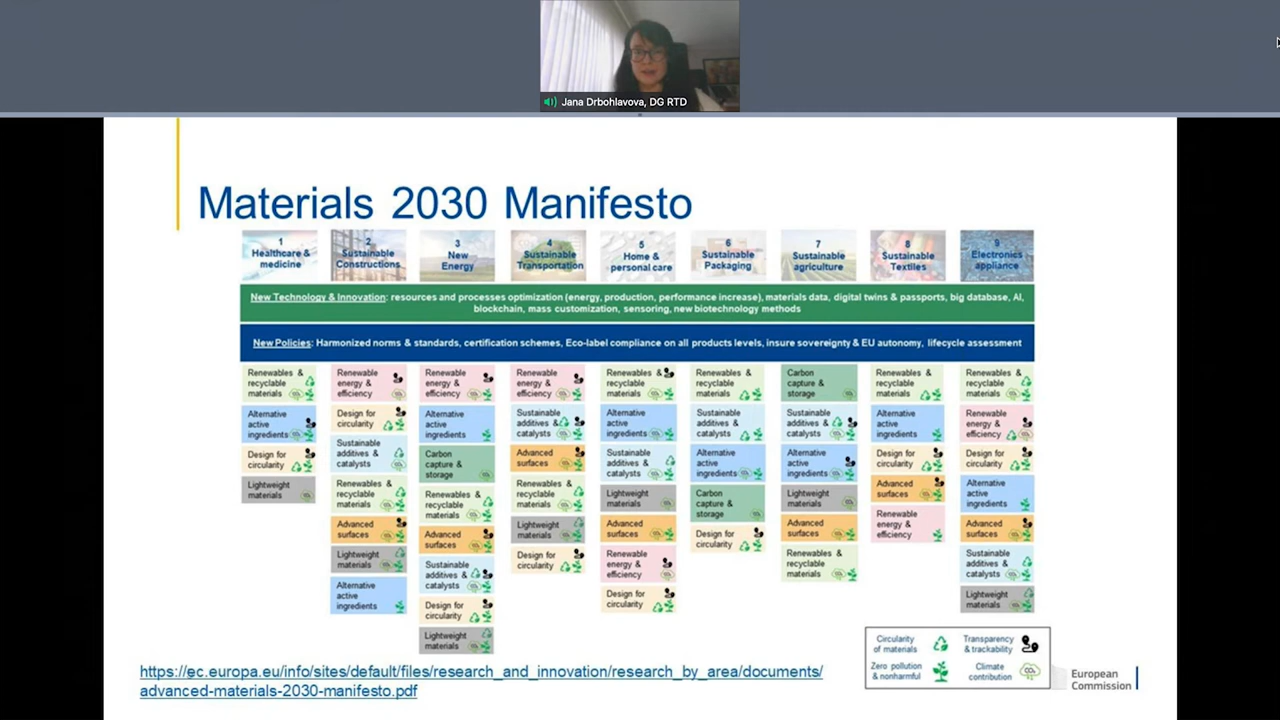 Jana Drbohlavova, DG RTD
Materials 2030 Manifesto
1
Healthcare &
medicine
2
Sustainable
Constructions
3
New
Energy
4
Sustainable
Transportation
5
Home &
personal care
6
Sustainable
Packaging
7
Sustainable
agriculture
8
Sustainable
Textiles
9
Electronics
appliance
New Technology & Innovation: resources and processes optimization (energy, production, performance increase), materials data, digital twins & passports, big database, AI,
blockchain, mass customization, sensoring, new biotechnology methods
New Policies: Harmonized norms & standards, certification schemes, Eco-label compliance on all products levels, insure sovereignty & EU autonomy, lifecycle assessment
Renewables &
recyclable
materials
Alternative
active
ingredients
Design for
circularity
Lightweight
materials
Renewable
energy &
efficiency
Design for
circularity
Sustainable
additives &
catalysts
Renewables &
recyclable
materials
Advanced
surfaces
Lightweight
materials
Alternative
active
ingredients
Renewable
energy &
efficiency
Alternative
active
ingredients
Carbon
capture &
storage
Renewables &
recyclable
materials
Advanced
surfaces
Sustainable
additives &
catalysts
Design for
circularity
Lightweight
materials
Renewable
energy &
efficiency
Sustainable
additives &
catalysts
Advanced
surfaces
Renewables &
recyclable
materials
Lightweight
materials
Design for
circularity
Renewables &
recyclable
materials
Alternative
active
ingredients
Sustainable
additives &
catalysts
Lightweight
materials
Advanced
surfaces
Renewable
energy &
efficiency
Design for
circularity
Renewables &
recyclable
materials
Sustainable
additives &
catalysts
Alternative
active
ingredients
Carbon
capture &
storage
Design for
circularity
Carbon
capture &
storage
Sustainable
additives &
catalysts
Alternative
active
ingredients
Lightweight
materials
Advanced
surfaces
Renewables &
recyclable
materials
Renewables &
recyclable
materials
Alternative
active
ingredients
Design for
circularity
Advanced
surfaces
Renewable
energy &
efficiency
Renewables &
recyclable
materials
Renewable
energy &
efficiency
Design for
circularity
Alternative
active
ingredients
Advanced
surfaces
Sustainable
additives &
catalysts
Lightweight
materials
Circularity
of materials
Transparency
& trackability
Zero pollution
& nonharmful
Climate
contribution
https://ec.europa.eu/info/sites/default/files/research_and_innovation/research_by_area/documents/
advanced-materials-2030-manifesto.pdf
European
Commission